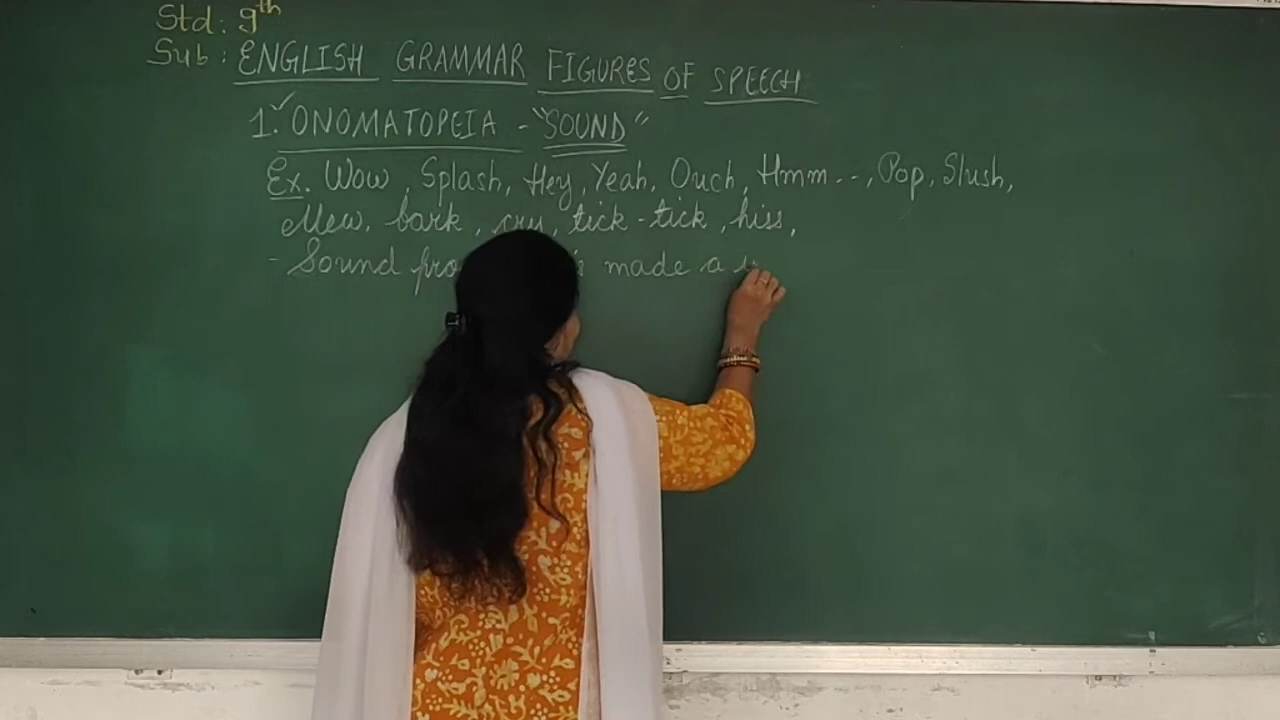 Std: 9th
Sub: ENGLISH GRAMMAR FIGURES OF SPEECH
1. ONOMATOPEIA - "SOUND"
Ex. Wow, Splash, Hey, Yeah, Ouch, Hmm..., Pop, Slush,
Mew, bark, cry, tick-tick, hiss,
- Sound made a